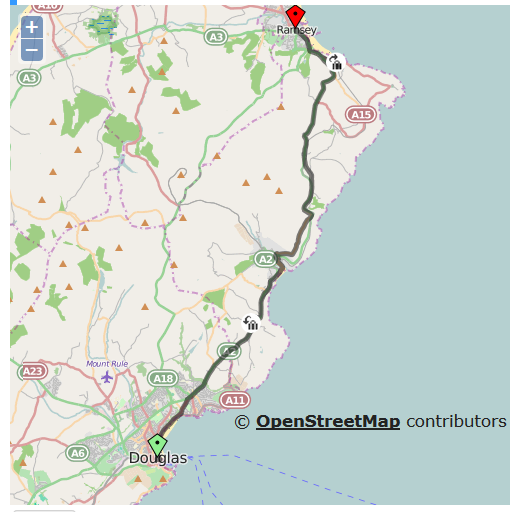 A10
+
−
A3
Ramsey
A3
A15
A2
A2
Mount Rule
A23
A18
A11
© OpenStreetMap contributors
A6
Douglas